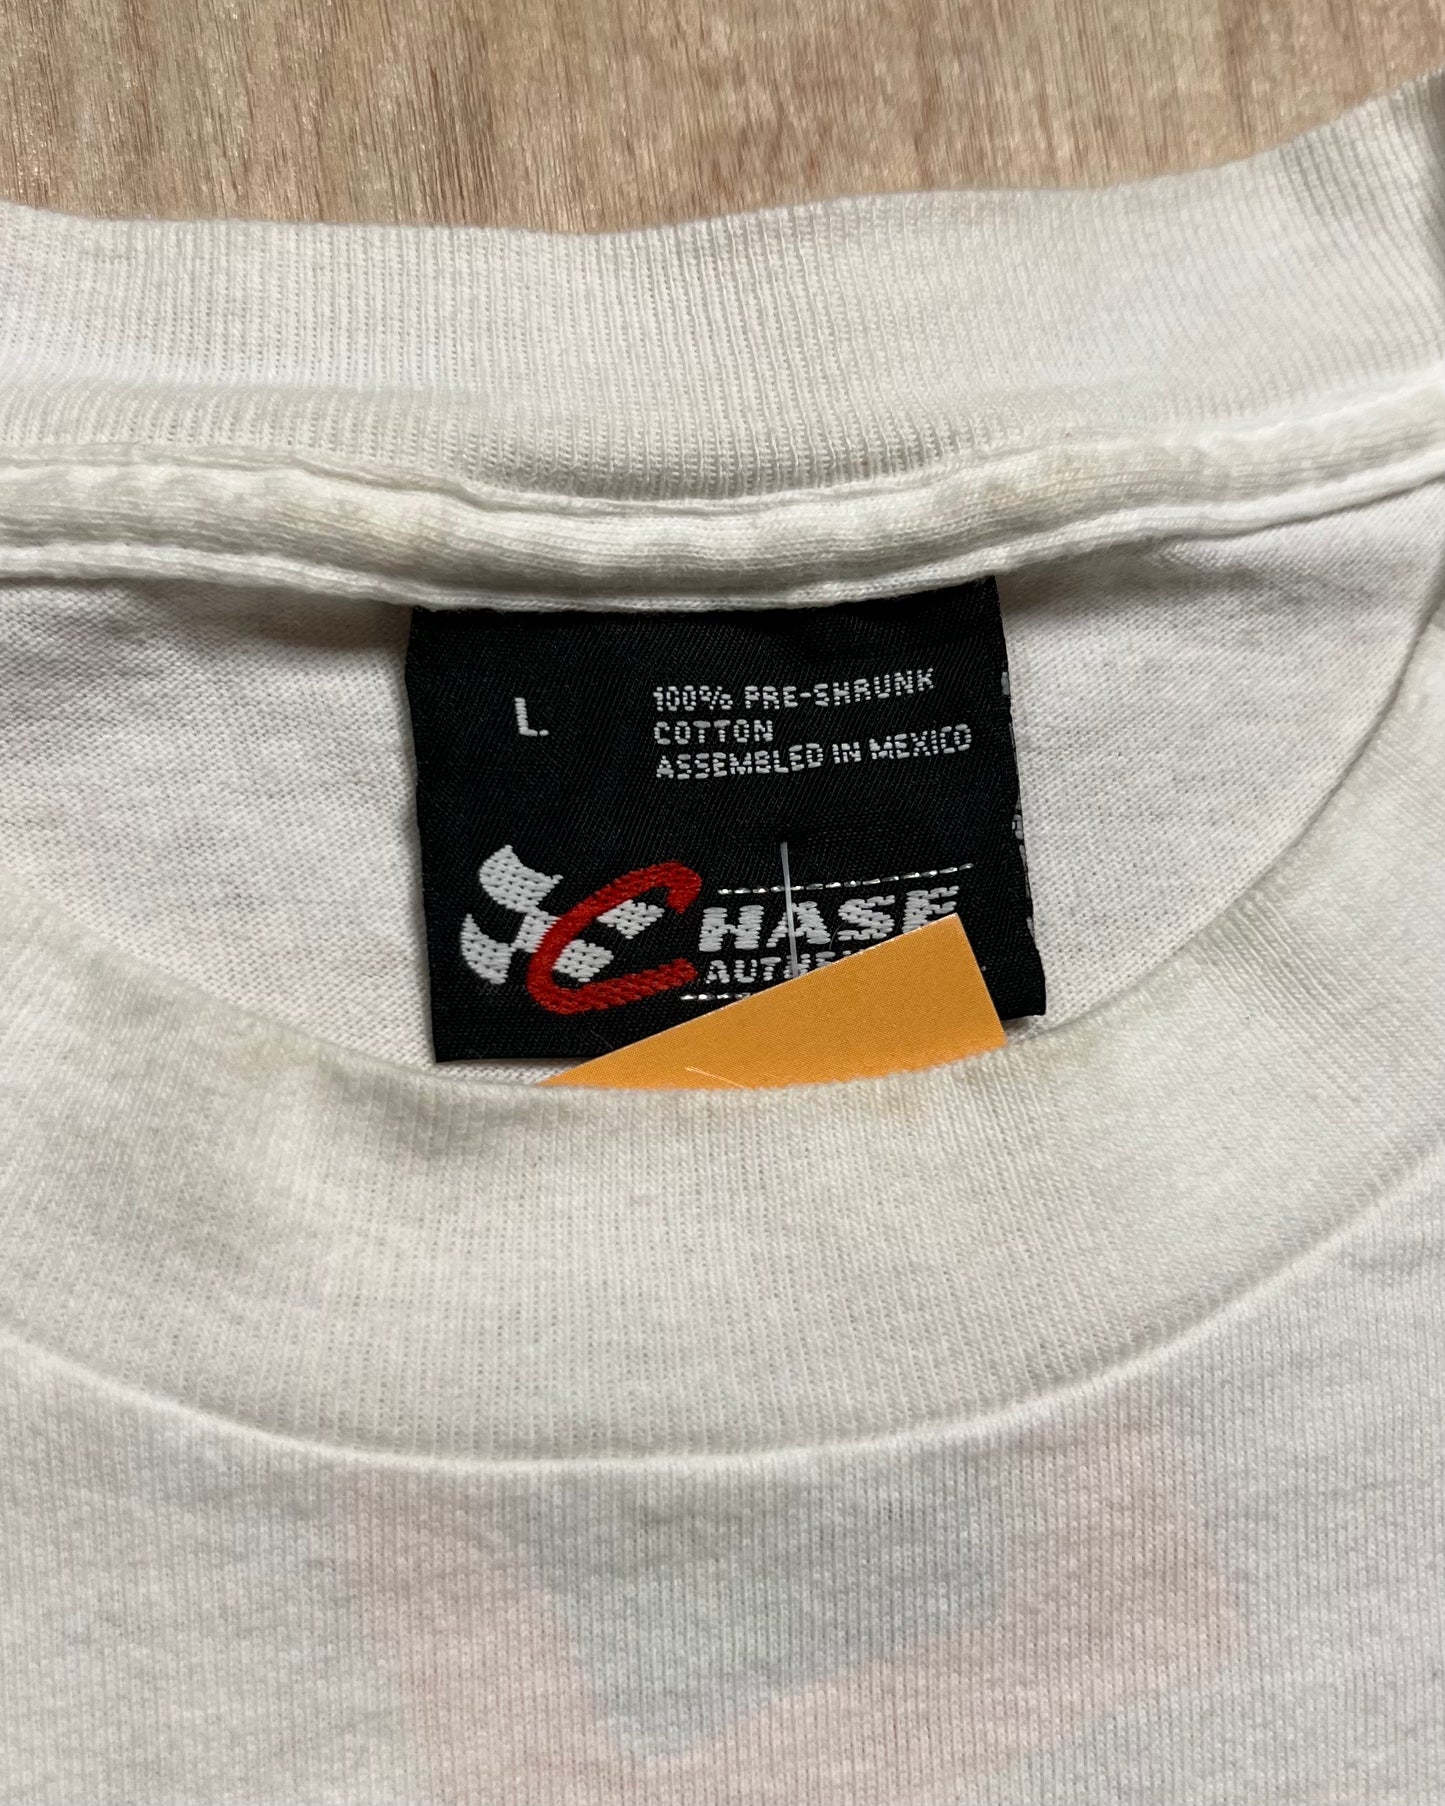 L
100% PRE-SHRUNK
COTTON
ASSEMBLED IN MEXICO
CHASE